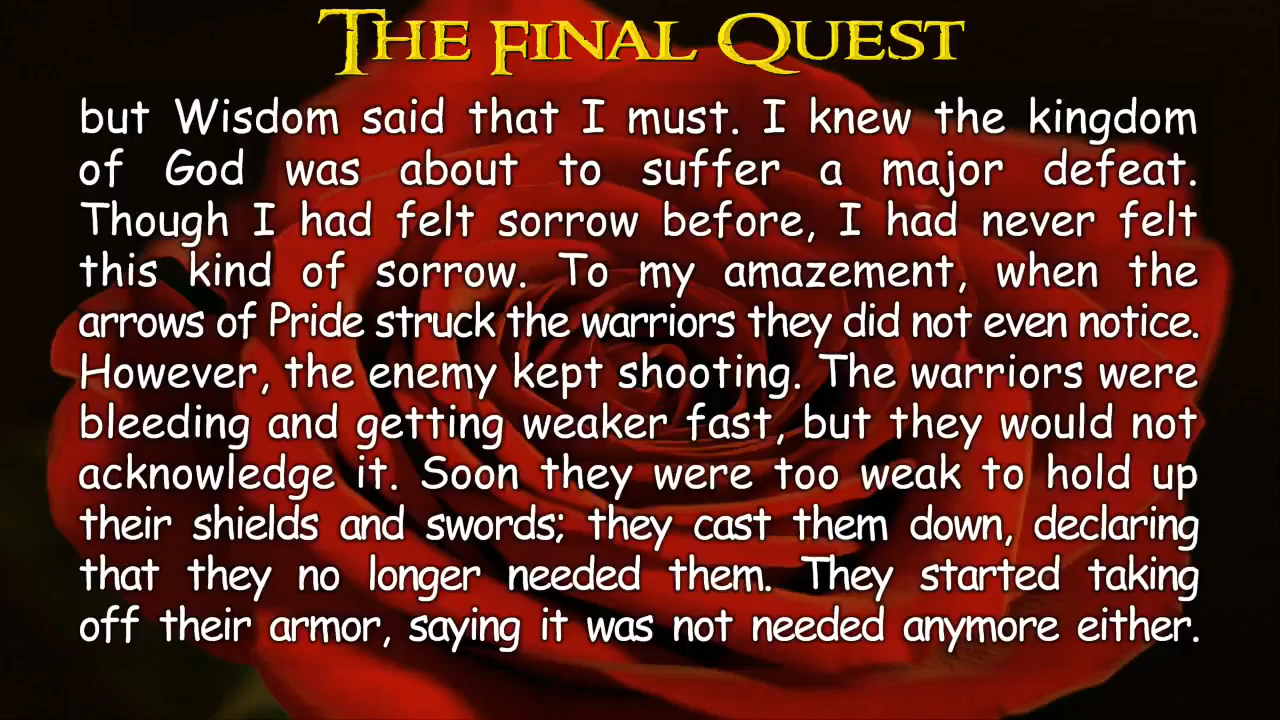 THE FINAL QUEST
but Wisdom said that I must. I knew the kingdom
of God was about to suffer a major defeat.
Though I had felt sorrow before, I had never felt
this kind of sorrow. To my amazement, when the
arrows of Pride struck the warriors they did not even notice.
However, the enemy kept shooting. The warriors were
bleeding and getting weaker fast, but they would not
acknowledge it. Soon they were too weak to hold up
their shields and swords; they cast them down, declaring
that they no longer needed them. They started taking
off their armor, saying it was not needed anymore either.